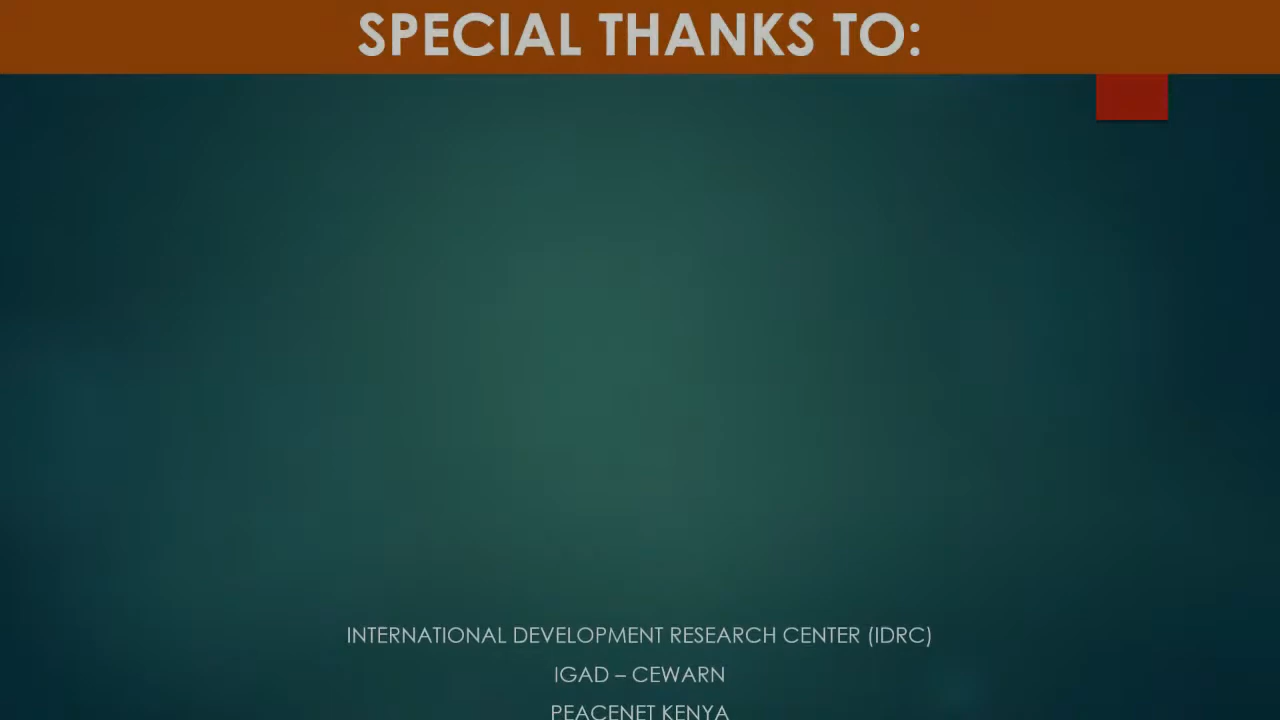 SPECIAL THANKS TO:
INTERNATIONAL DEVELOPMENT RESEARCH CENTER (IDRC)
IGAD – CEWARN
PEACENET KENYA